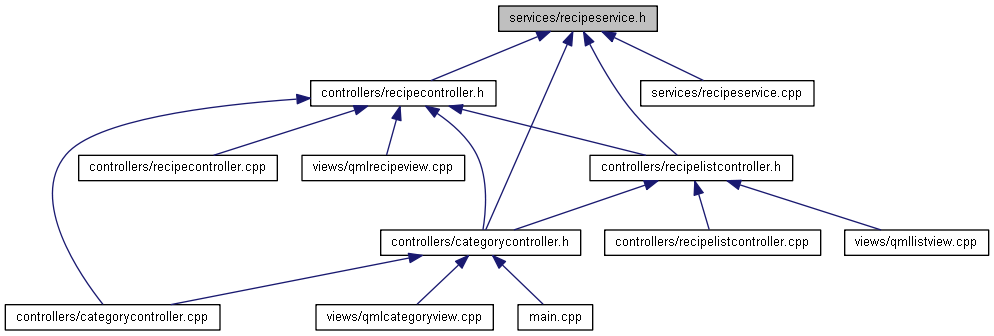 services/recipeservice.h
controllers/recipecontroller.h
services/recipeservice.cpp
controllers/recipecontroller.cpp
views/qmlrecipeview.cpp
controllers/recipelistcontroller.h
controllers/categorycontroller.h
controllers/recipelistcontroller.cpp
views/qmllistview.cpp
controllers/categorycontroller.cpp
views/qmlcategoryview.cpp
main.cpp